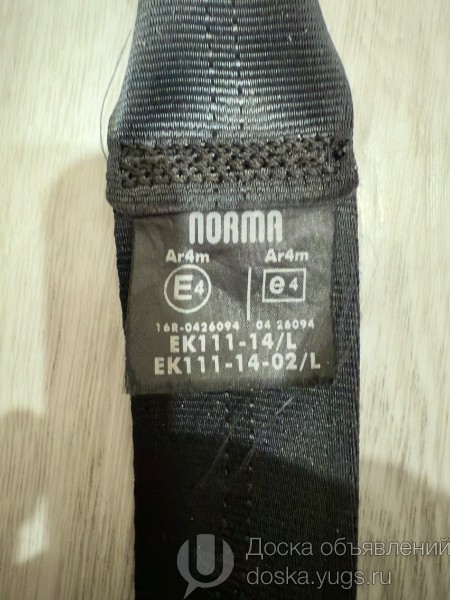 NORMA
Ar4m Ar4m
E4 e4
16R-0426094 04 26094
EK111-14/L
EK111-14-02/L
Доска объявлений
doska.yugs.ru